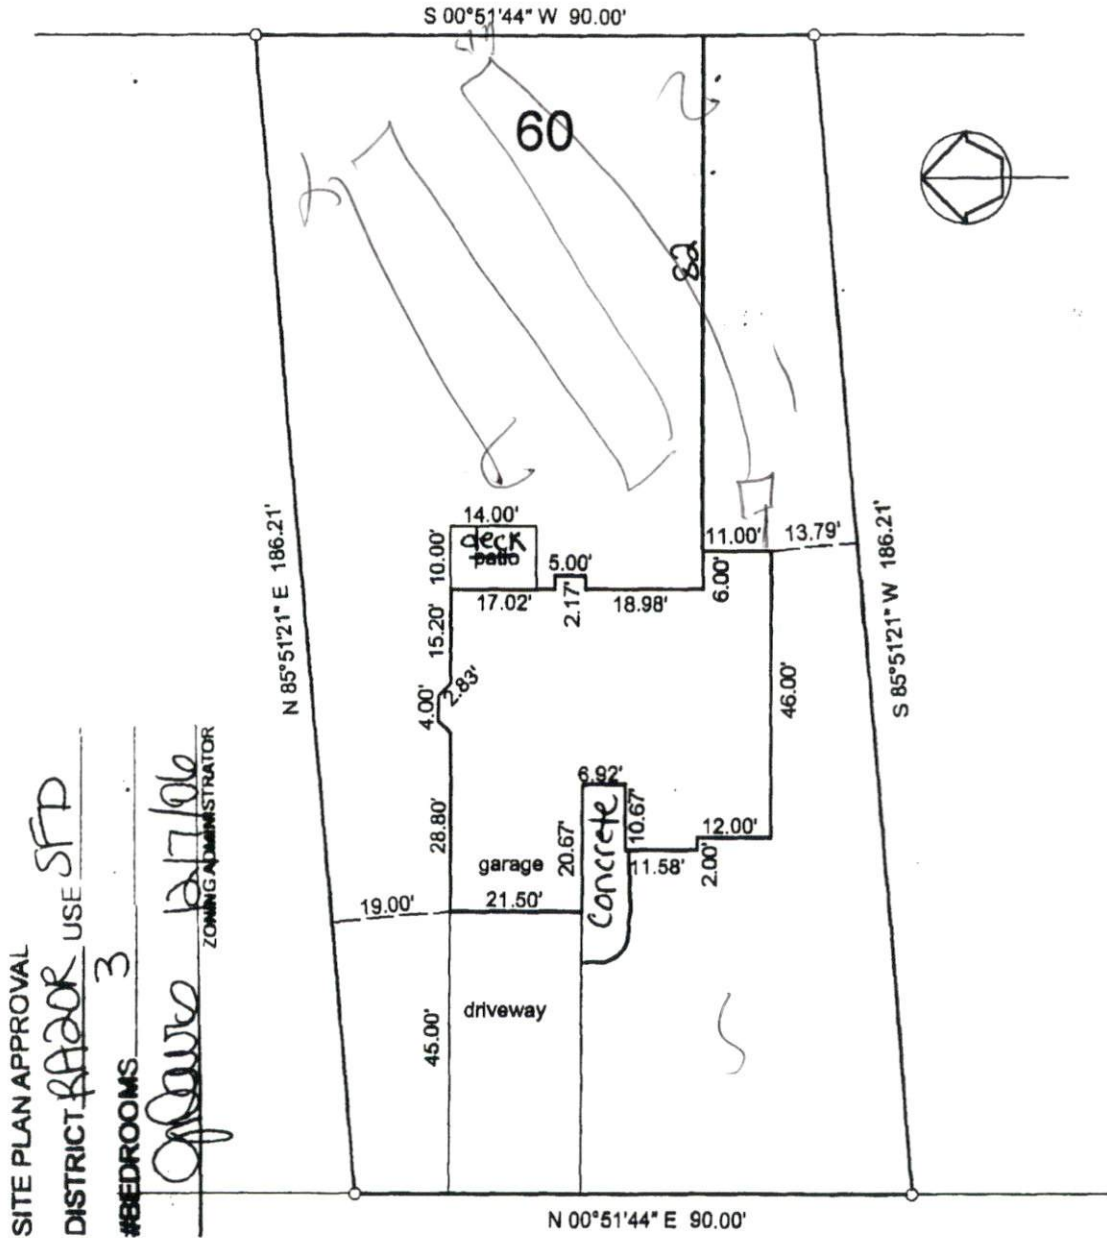 S 00°51'44" W 90.00'
60
82
N 85°51'21" E 186.21'
S 85°51'21" W 186.21'
14.00'
deck
patio
10.00'
5.00'
11.00'
13.79'
17.02'
2.17'
18.98'
6.00'
15.20'
2.83'
4.00'
46.00'
6.92'
concrete
10.67'
12.00'
28.80'
garage
20.67'
11.58'
2.00'
19.00'
21.50'
45.00'
driveway
N 00°51'44" E 90.00'
SITE PLAN APPROVAL
DISTRICT RA20R USE SFD
#BEDROOMS 3
12/7/06
ZONING ADMINISTRATOR